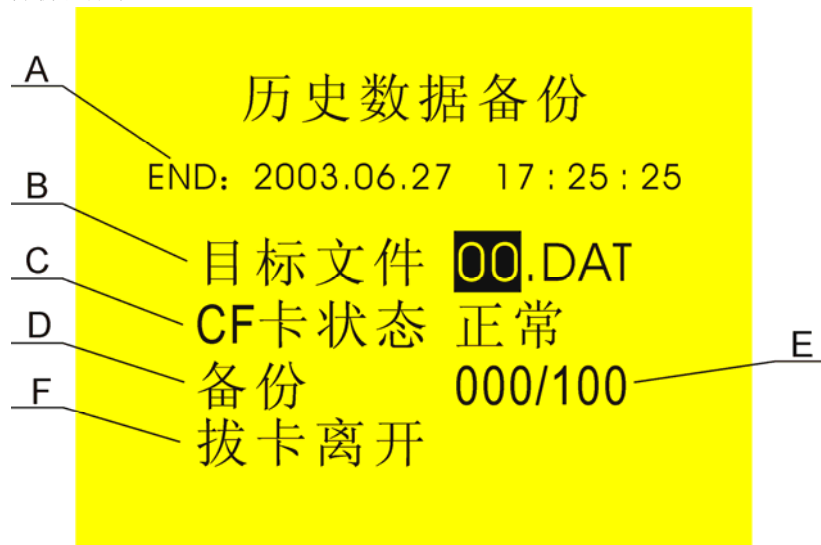 历史数据备份
A
END: 2003.06.27 17:25:25
B
目标文件 00.DAT
C
CF卡状态 正常
D
备份 000/100
E
F
拔卡离开